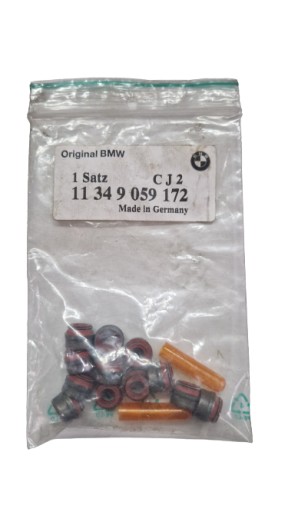 Original BMW
1 Satz C J 2
11 34 9 059 172
Made in Germany